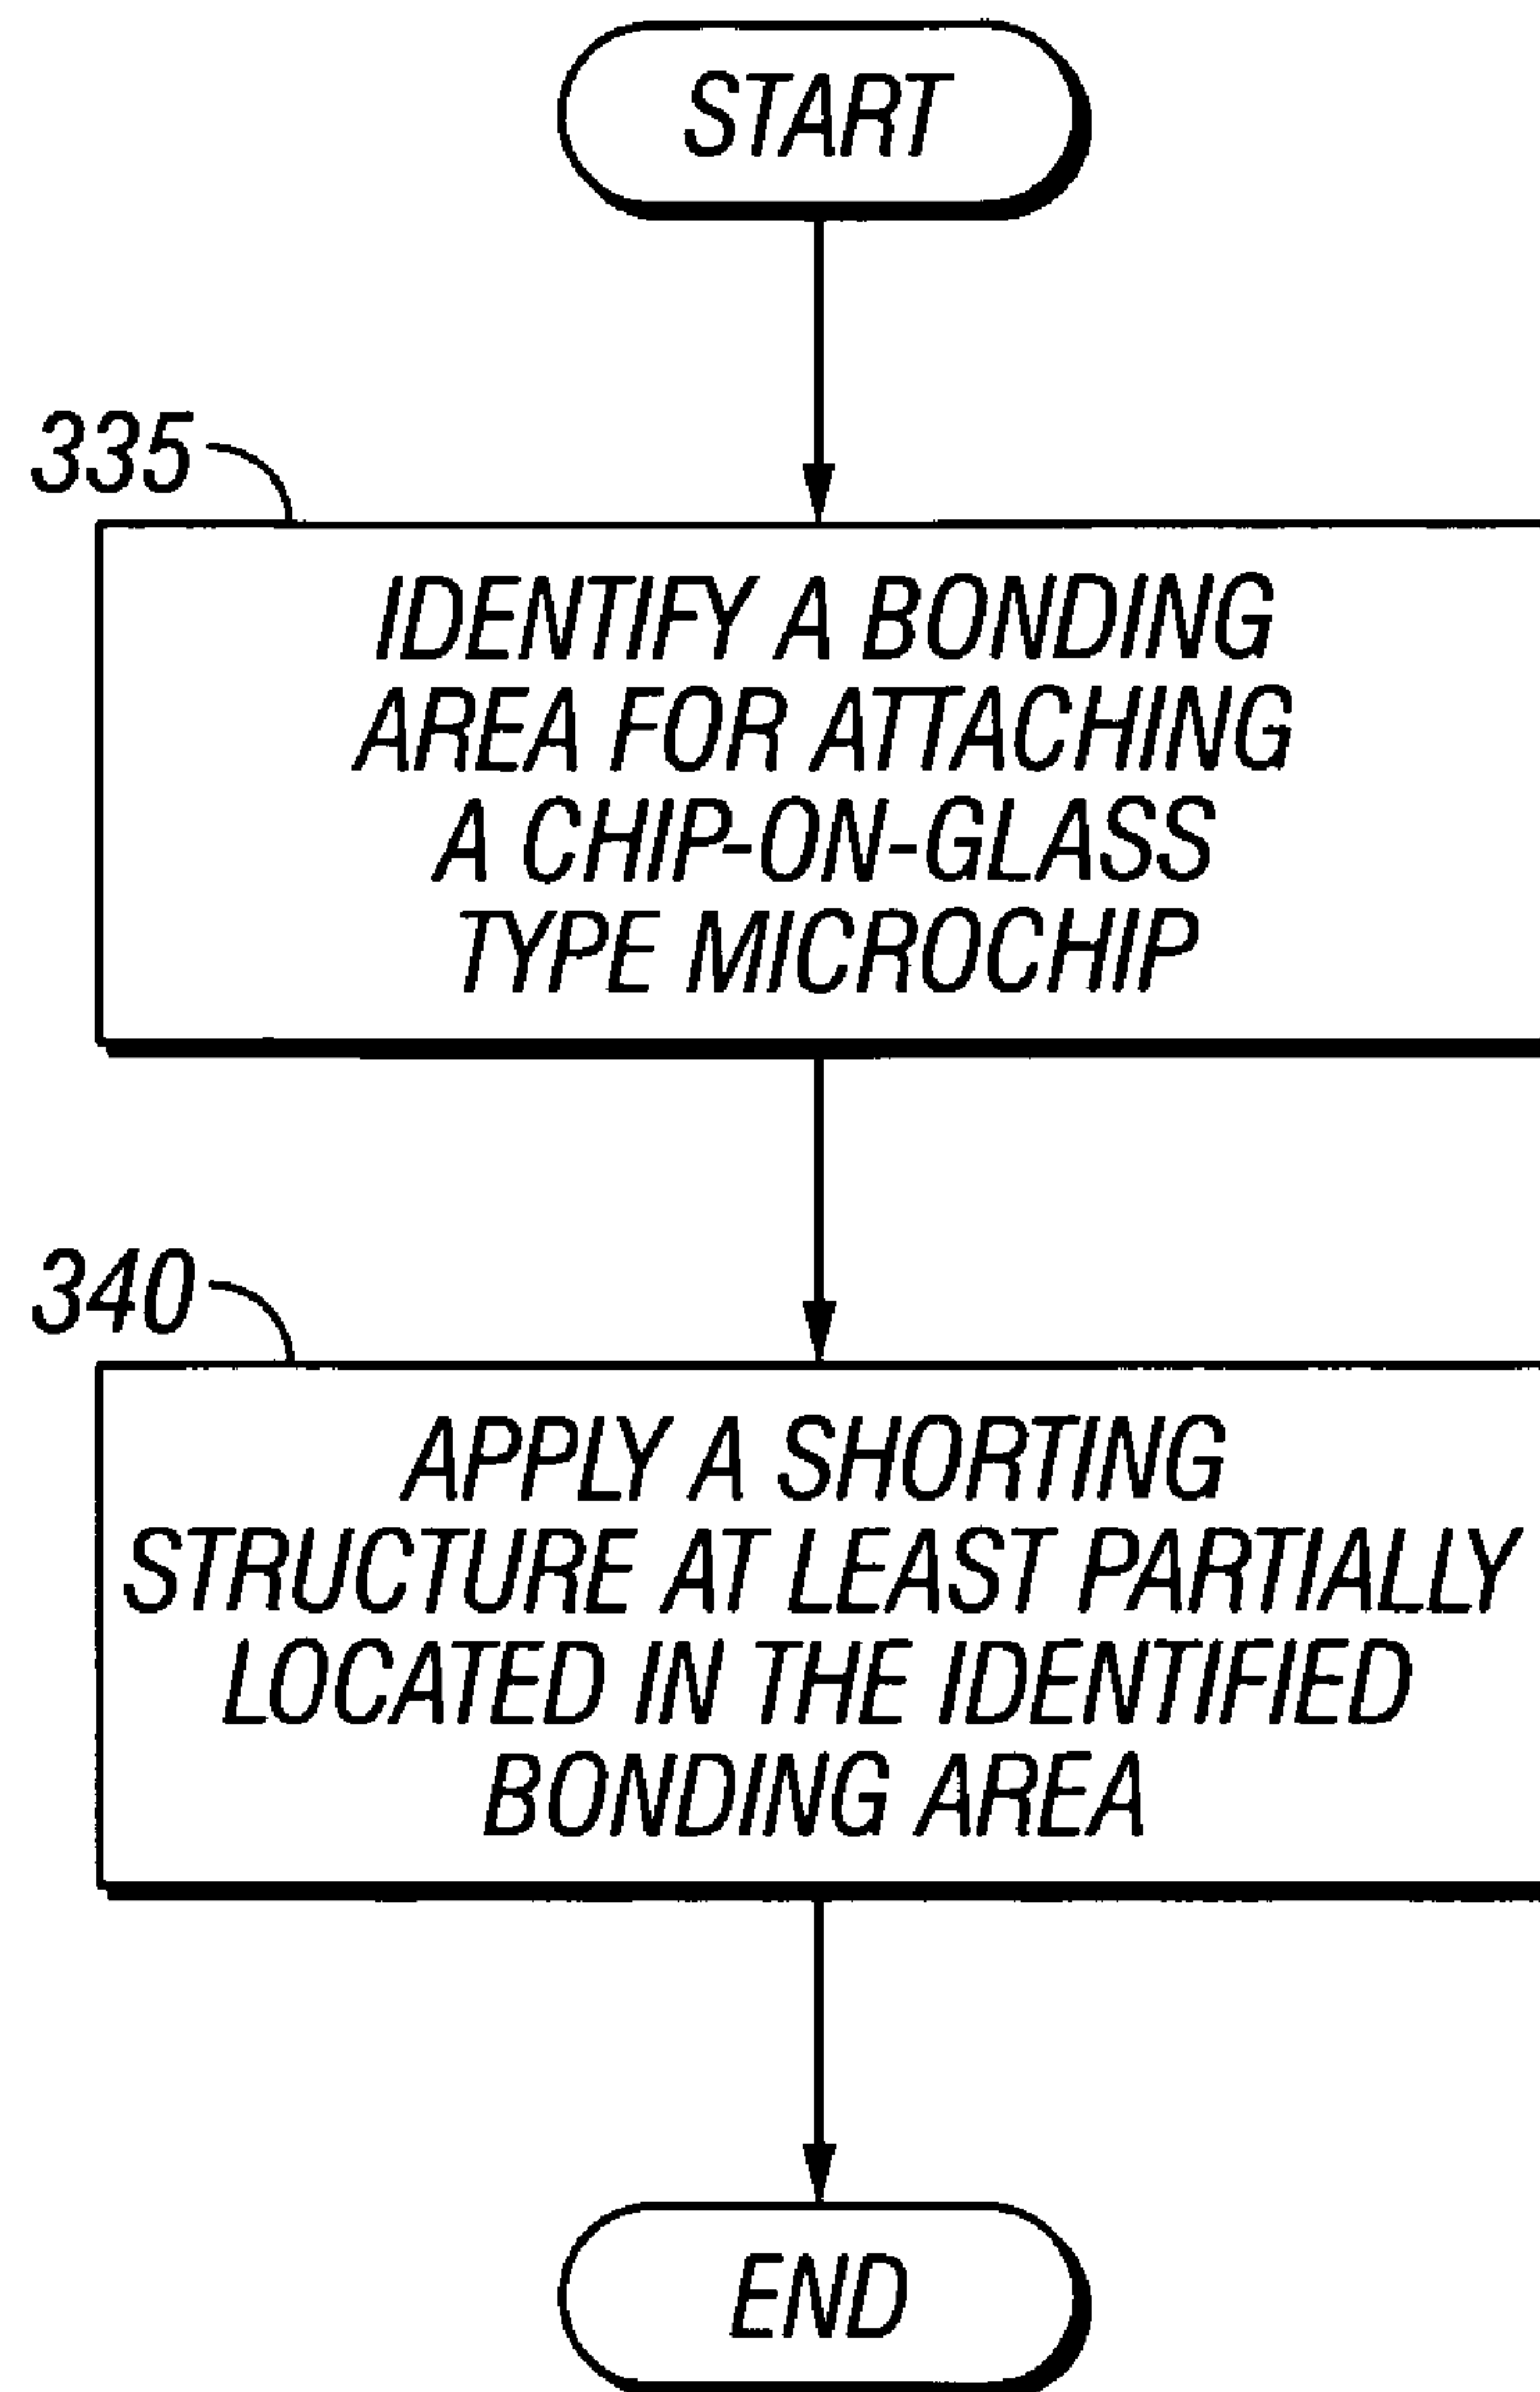 START
335
IDENTIFY A BONDING
AREA FOR ATTACHING
A CHIP-ON-GLASS
TYPE MICROCHIP
340
APPLY A SHORTING
STRUCTURE AT LEAST PARTIALLY
LOCATED IN THE IDENTIFIED
BONDING AREA
END